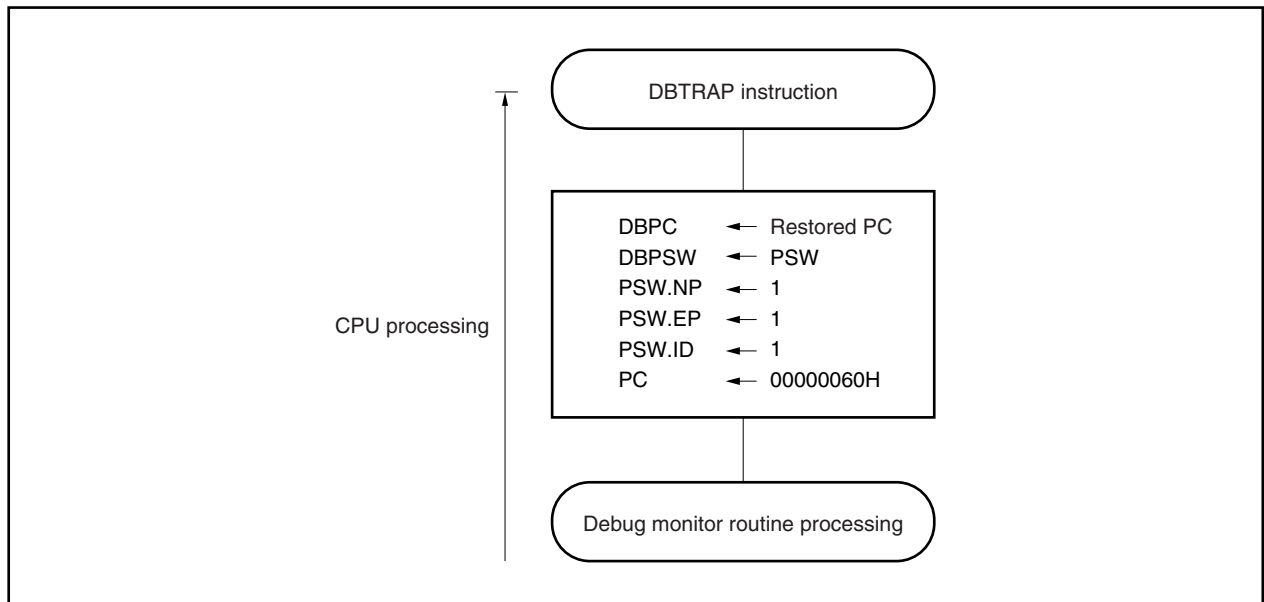 DBTRAP instruction
CPU processing
DBPC ← Restored PC
DBPSW ← PSW
PSW.NP ← 1
PSW.EP ← 1
PSW.ID ← 1
PC ← 00000060H
Debug monitor routine processing